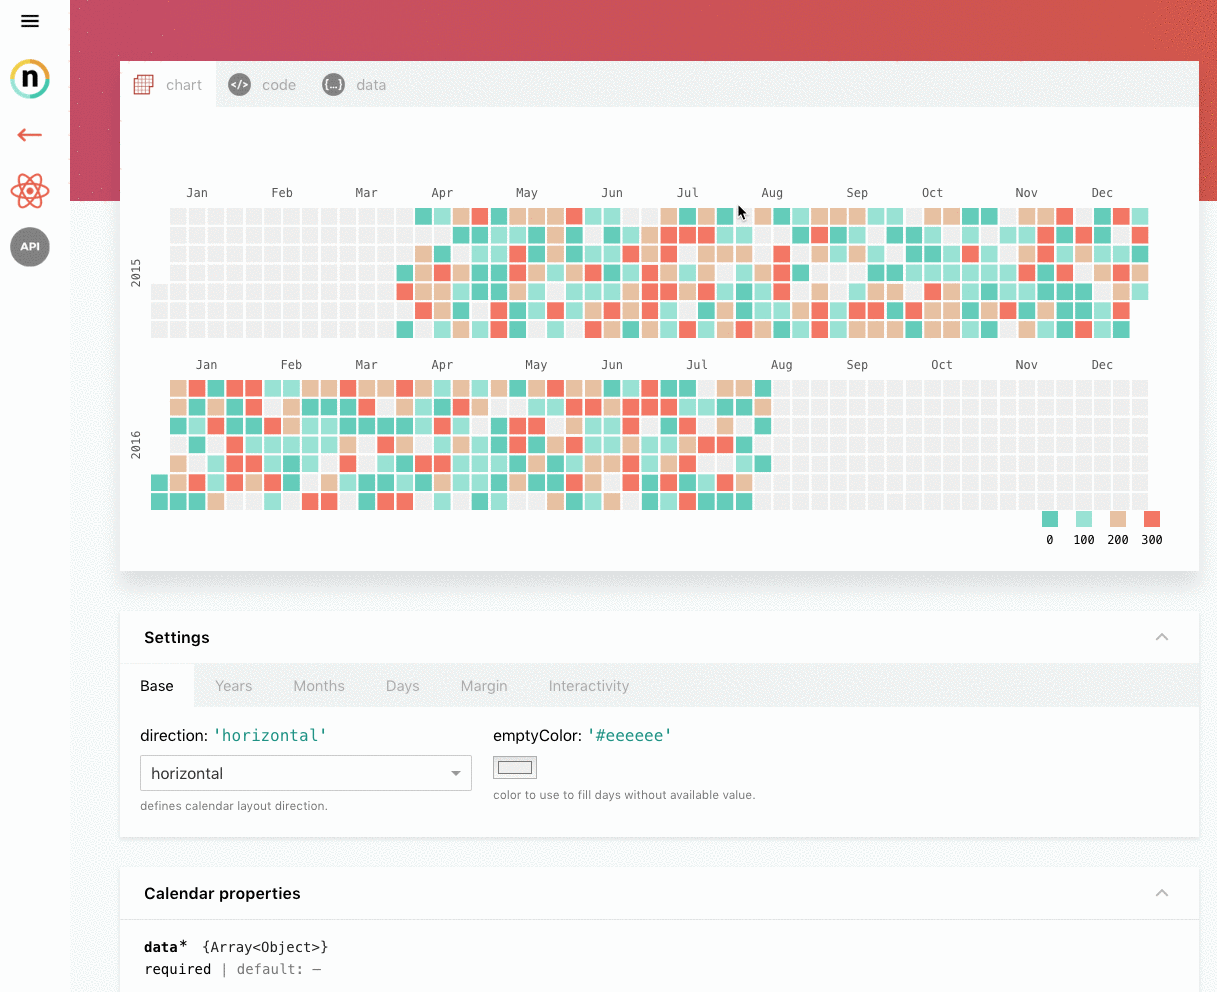 n
API
chart </> code {...} data
Jan Feb Mar Apr May Jun Jul Aug Sep Oct Nov Dec
2015
Jan Feb Mar Apr May Jun Jul Aug Sep Oct Nov Dec
2016
0 100 200 300
Settings
Base Years Months Days Margin Interactivity
direction: 'horizontal' emptyColor: '#eeeeee'
horizontal
defines calendar layout direction. color to use to fill days without available value.
Calendar properties
data* {Array<Object>}
required | default: —